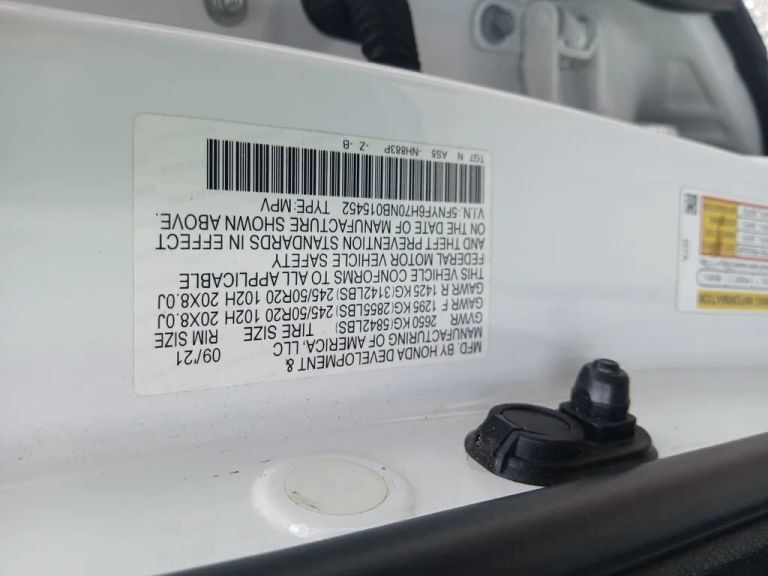 MFD. BY HONDA DEVELOPMENT &
MANUFACTURING OF AMERICA, LLC 09/21
GVWR TIRE SIZE RIM SIZE
2650 KG(5842LBS)
GAWR F 1295 KG(2855LBS) 245/50R20 102H 20X8.0J
GAWR R 1425 KG(3142LBS) 245/50R20 102H 20X8.0J
THIS VEHICLE CONFORMS TO ALL APPLICABLE
FEDERAL MOTOR VEHICLE SAFETY
AND THEFT PREVENTION STANDARDS IN EFFECT
ON THE DATE OF MANUFACTURE SHOWN ABOVE.
V.I.N.:5FNYF6H70NB015452 TYPE:MPV
TG7 N AS5 -NH883P -Z -B